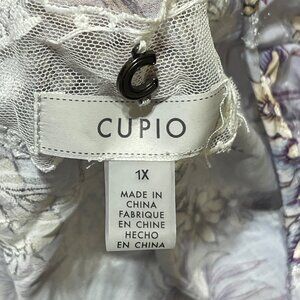 C
CUPIO
1X
MADE IN
CHINA
FABRIQUE
EN CHINE
HECHO
EN CHINA